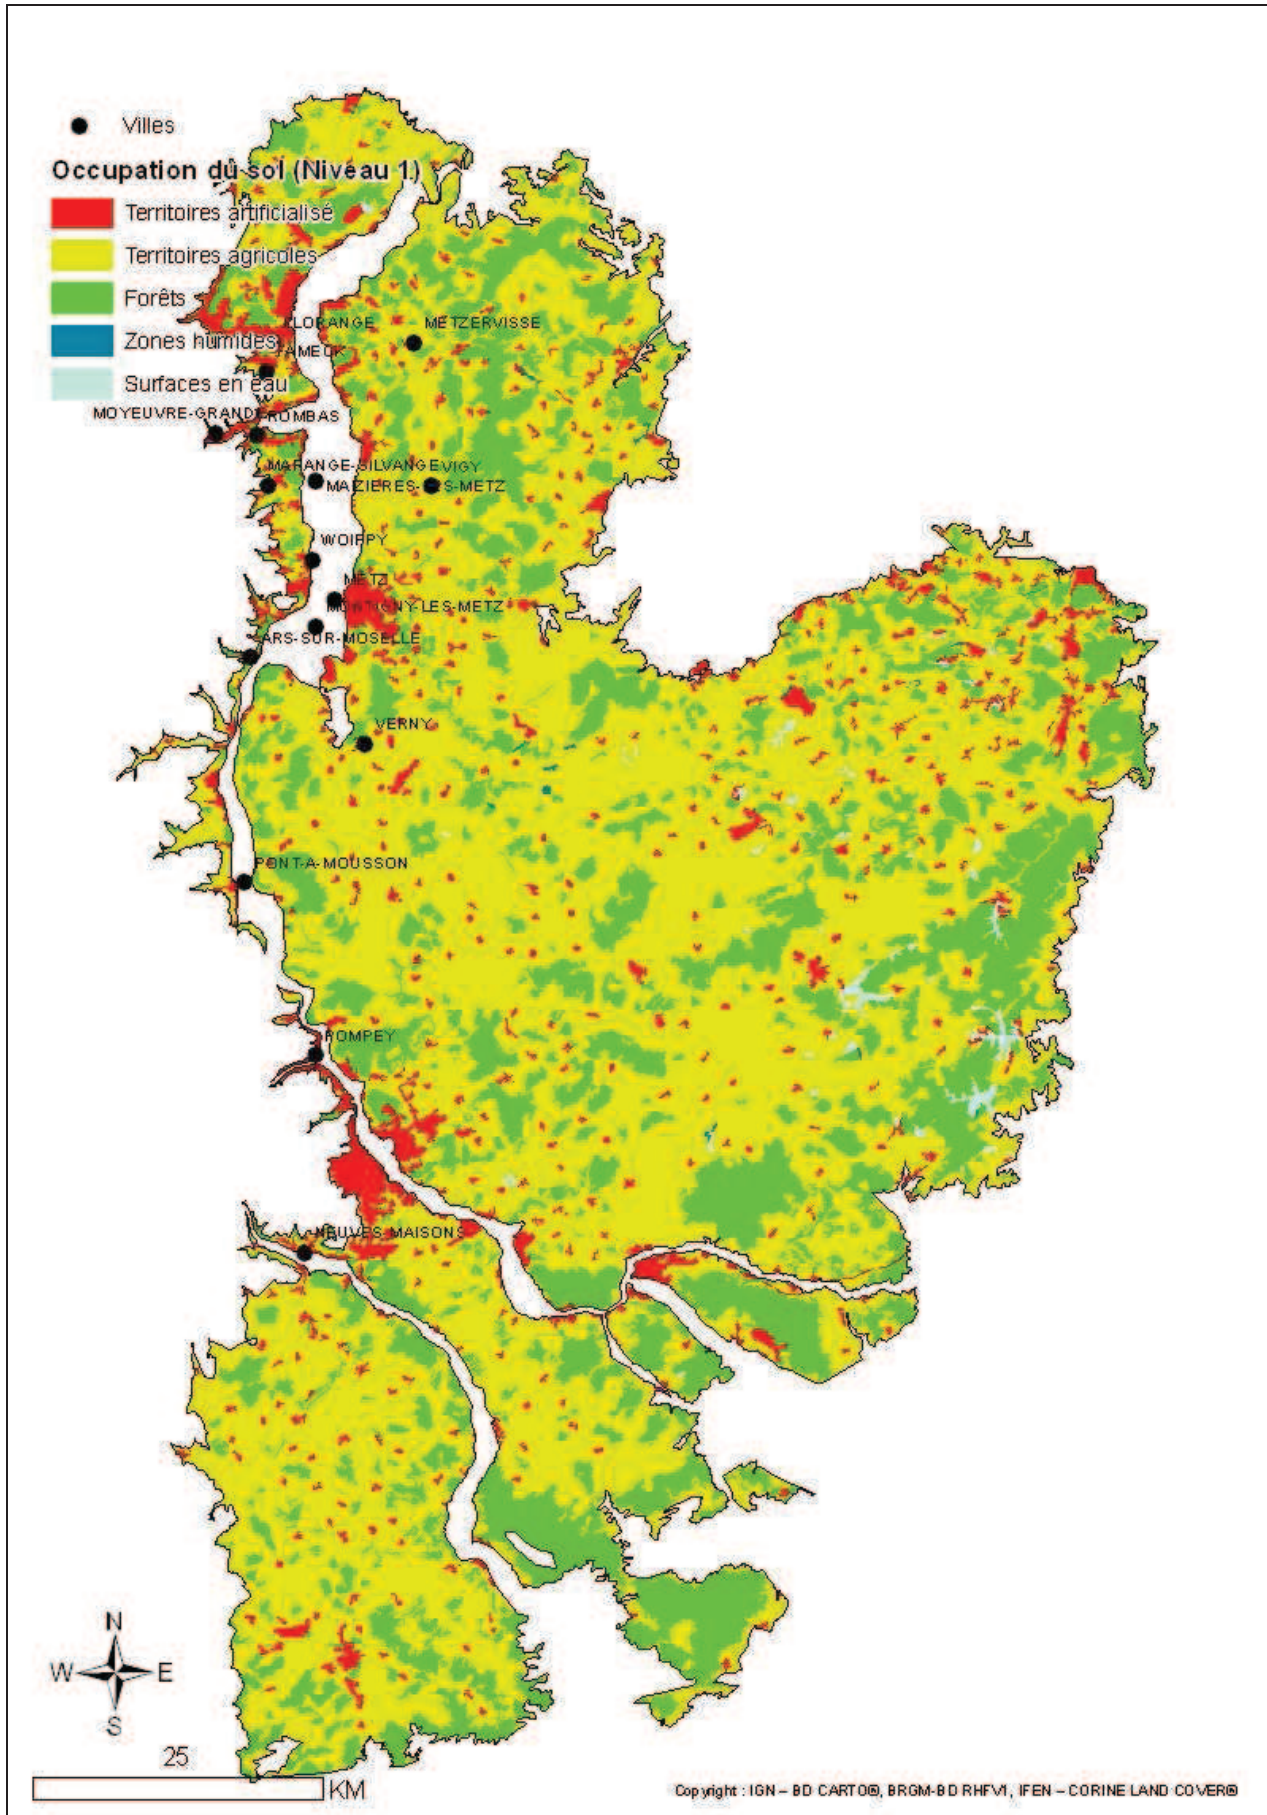 Villes
Occupation du sol (Niveau 1)
Territoires artificialisé
Territoires agricoles
Forêts
Zones humides
Surfaces en eau
FLORANGE
METZERVISSE
FAMECK
MOYEUVRE-GRANDE
ROMBAS
MARANGE-SILVANGE
VIGY
MAIZIERES-LES-METZ
WOIPPY
METZ
MONTIGNY-LES-METZ
ARS-SUR-MOSELLE
VERNY
PONT-A-MOUSSON
POMPEY
NEUVES-MAISONS
N
W
E
S
25
KM
Copyright : IGN – BD CARTO®, BRGM-BD RHFV1, IFEN – CORINE LAND COVER®